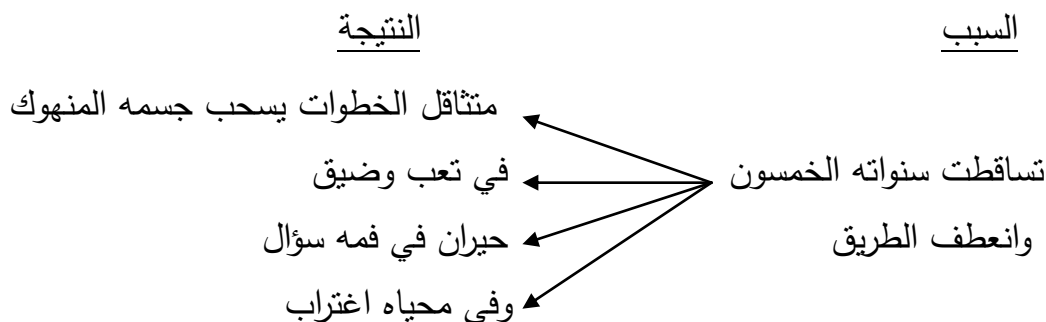 السبب
النتيجة
متثاقل الخطوات يسحب جسمه المنهوك
تساقطت سنواته الخمسون
في تعب وضيق
وانعطف الطريق
حيران في فمه سؤال
وفي محياه اغتراب